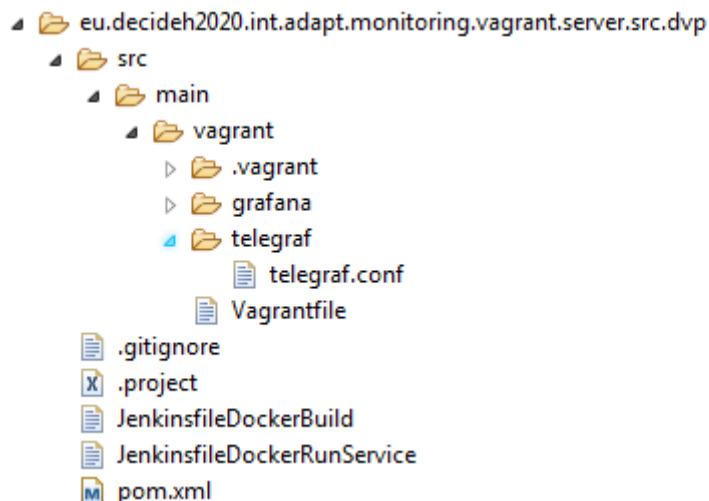 eu.decideh2020.int.adapt.monitoring.vagrant.server.src.dvp
src
main
vagrant
.vagrant
grafana
telegraf
telegraf.conf
Vagrantfile
.gitignore
X .project
JenkinsfileDockerBuild
JenkinsfileDockerRunService
M pom.xml